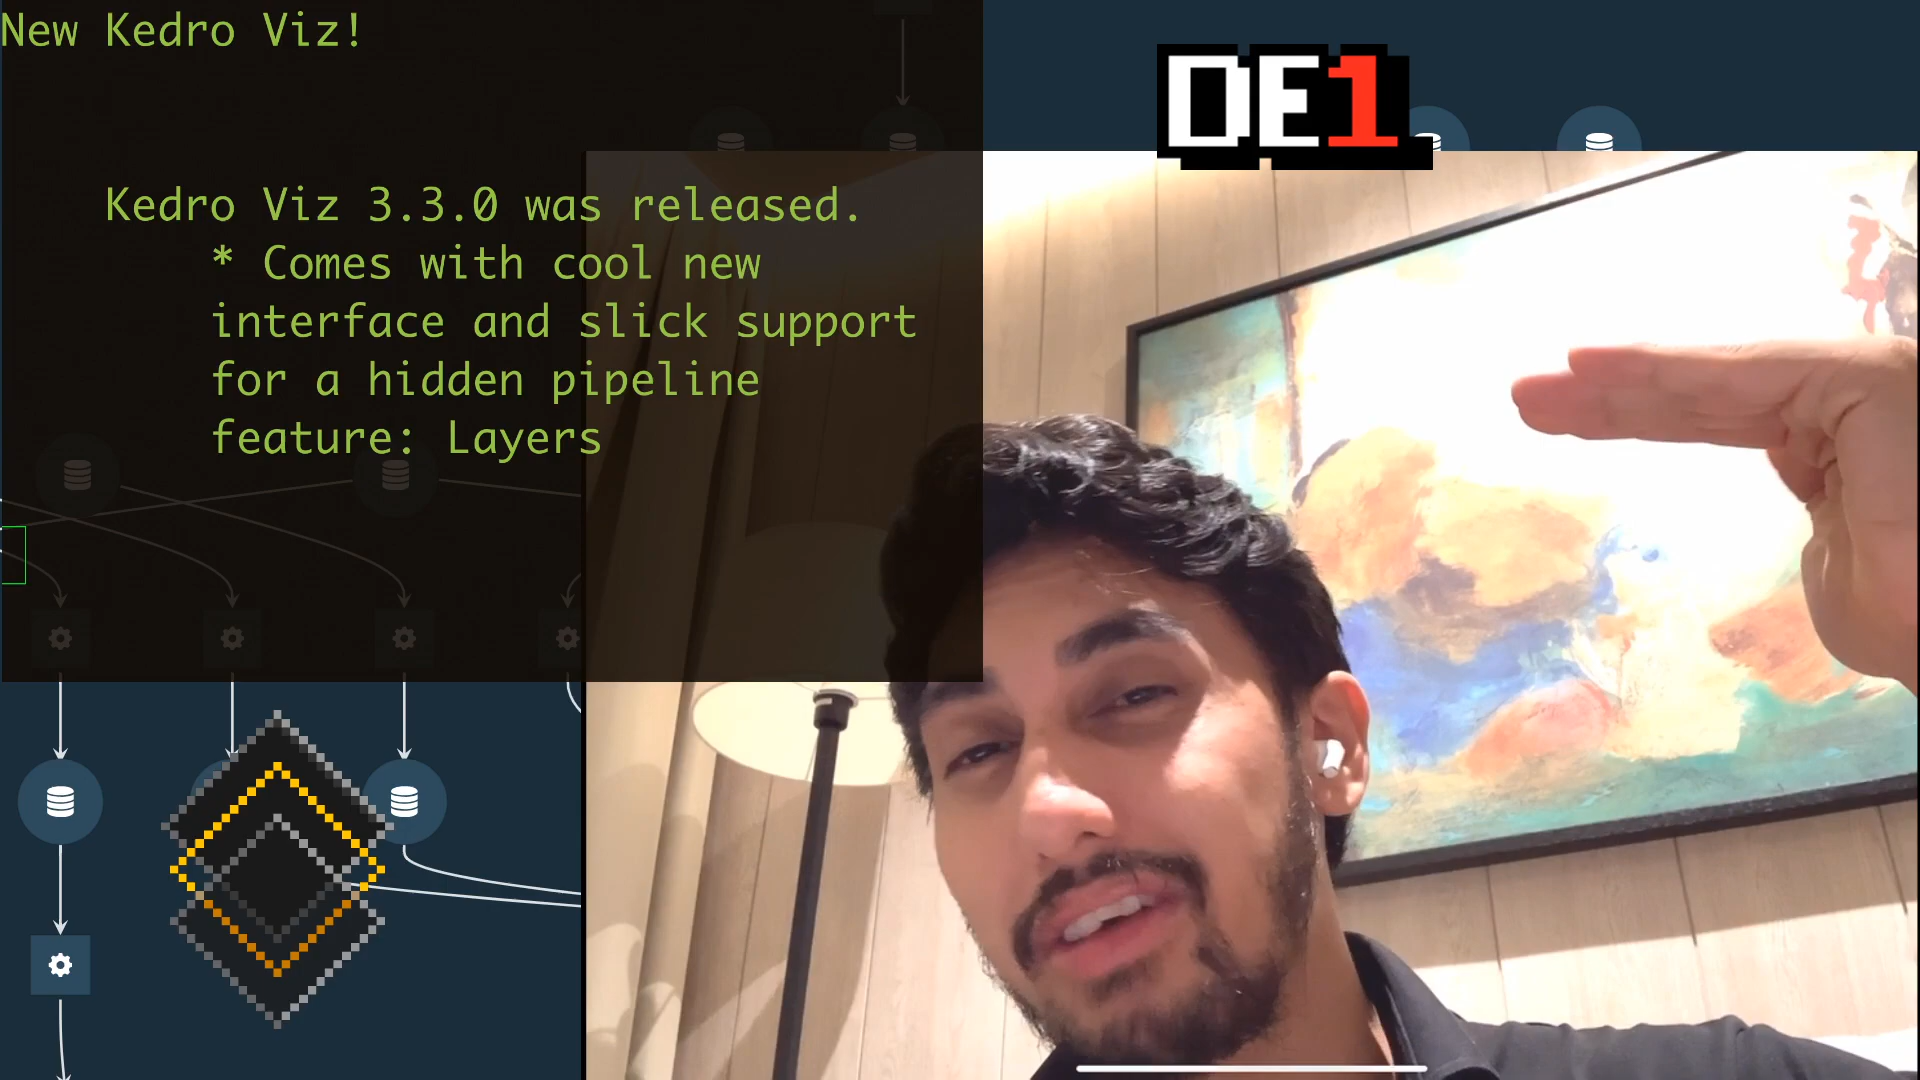 New Kedro Viz!
DE1
Kedro Viz 3.3.0 was released.
* Comes with cool new
interface and slick support
for a hidden pipeline
feature: Layers